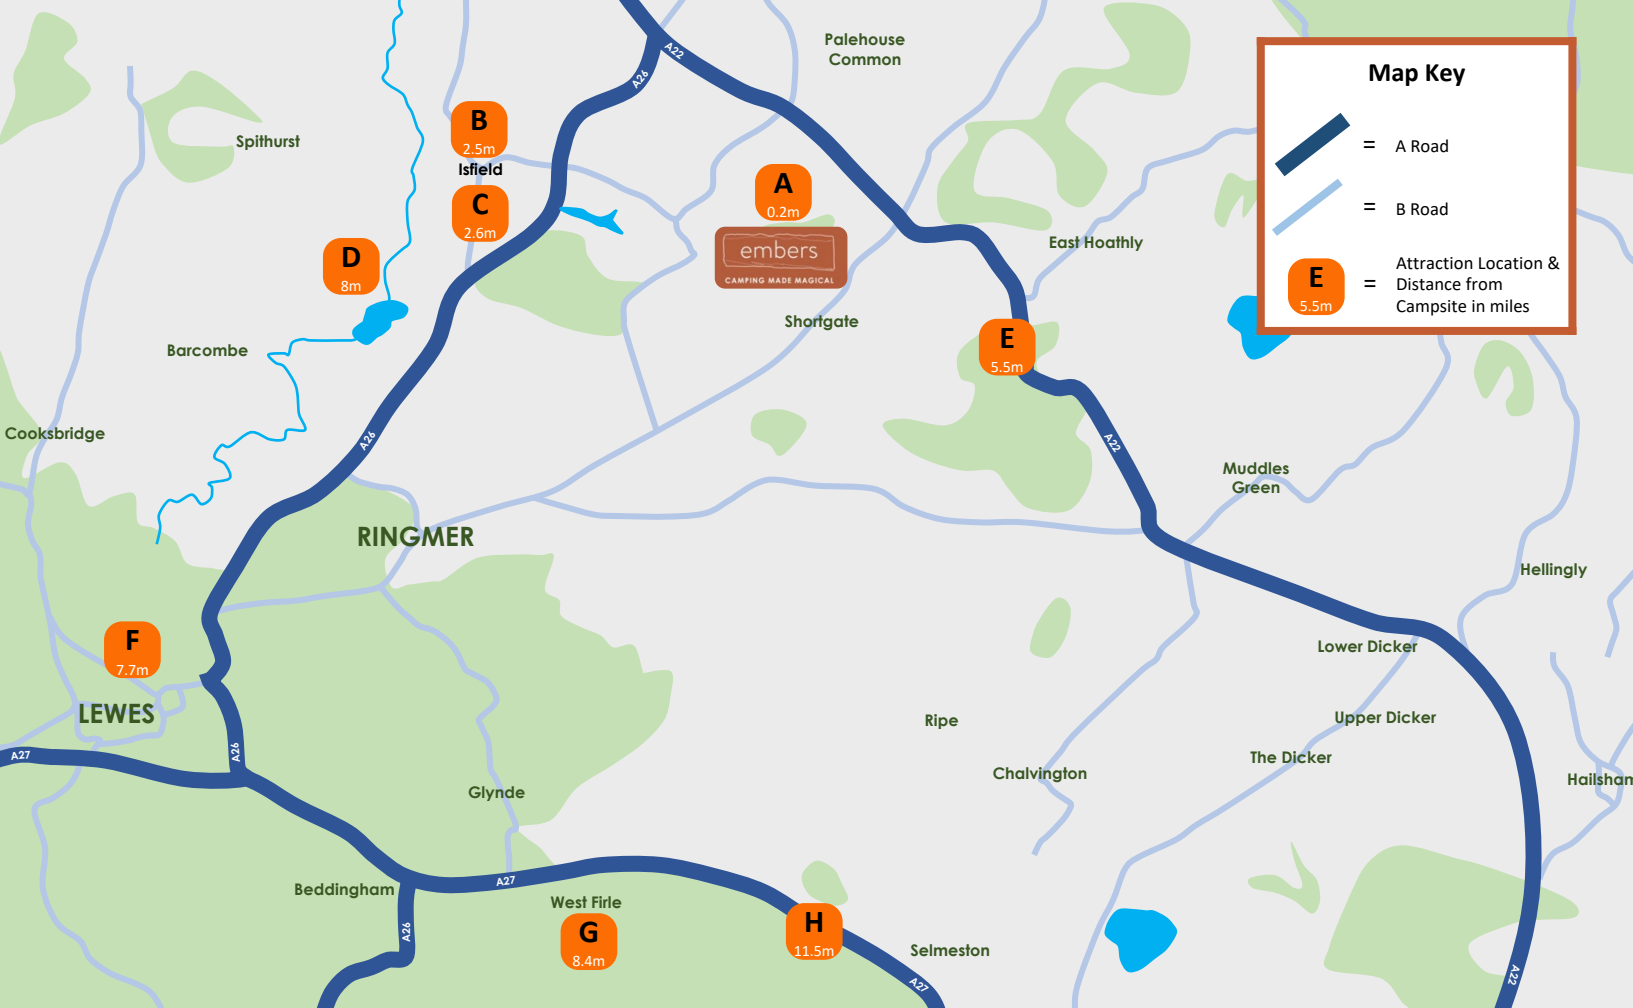 A22
A26
Palehouse
Common
Map Key
= A Road
= B Road
E
5.5m
=
Attraction Location &
Distance from
Campsite in miles
Spithurst
B
2.5m
Isfield
C
2.6m
A
0.2m
embers
CAMPING MADE MAGICAL
D
8m
East Hoathly
Shortgate
E
5.5m
Barcombe
Cooksbridge
A26
A22
Muddles
Green
RINGMER
Hellingly
F
7.7m
LEWES
Lower Dicker
Ripe
Upper Dicker
A27
A26
The Dicker
Chalvington
Hailsham
Glynde
Beddingham
A27
West Firle
A26
G
8.4m
H
11.5m
Selmeston
A27
A22